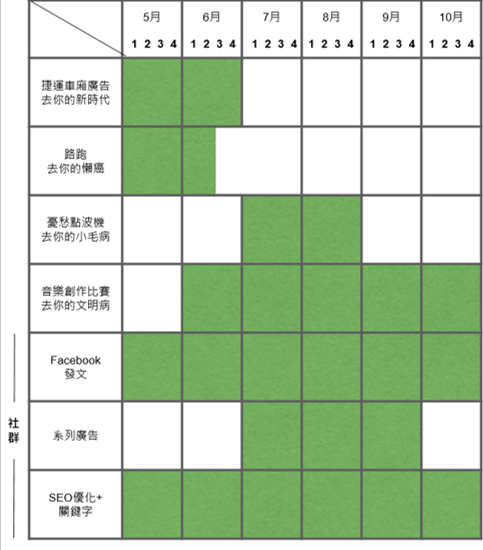 5月 6月 7月 8月 9月 10月
1 2 3 4 1 2 3 4 1 2 3 4 1 2 3 4 1 2 3 4 1 2 3 4
捷運車廂廣告
去你的新時代
路跑
去你的懶癌
憂愁點波機
去你的小毛病
音樂創作比賽
去你的文明病
社群
Facebook
發文
系列廣告
SEO優化+
關鍵字